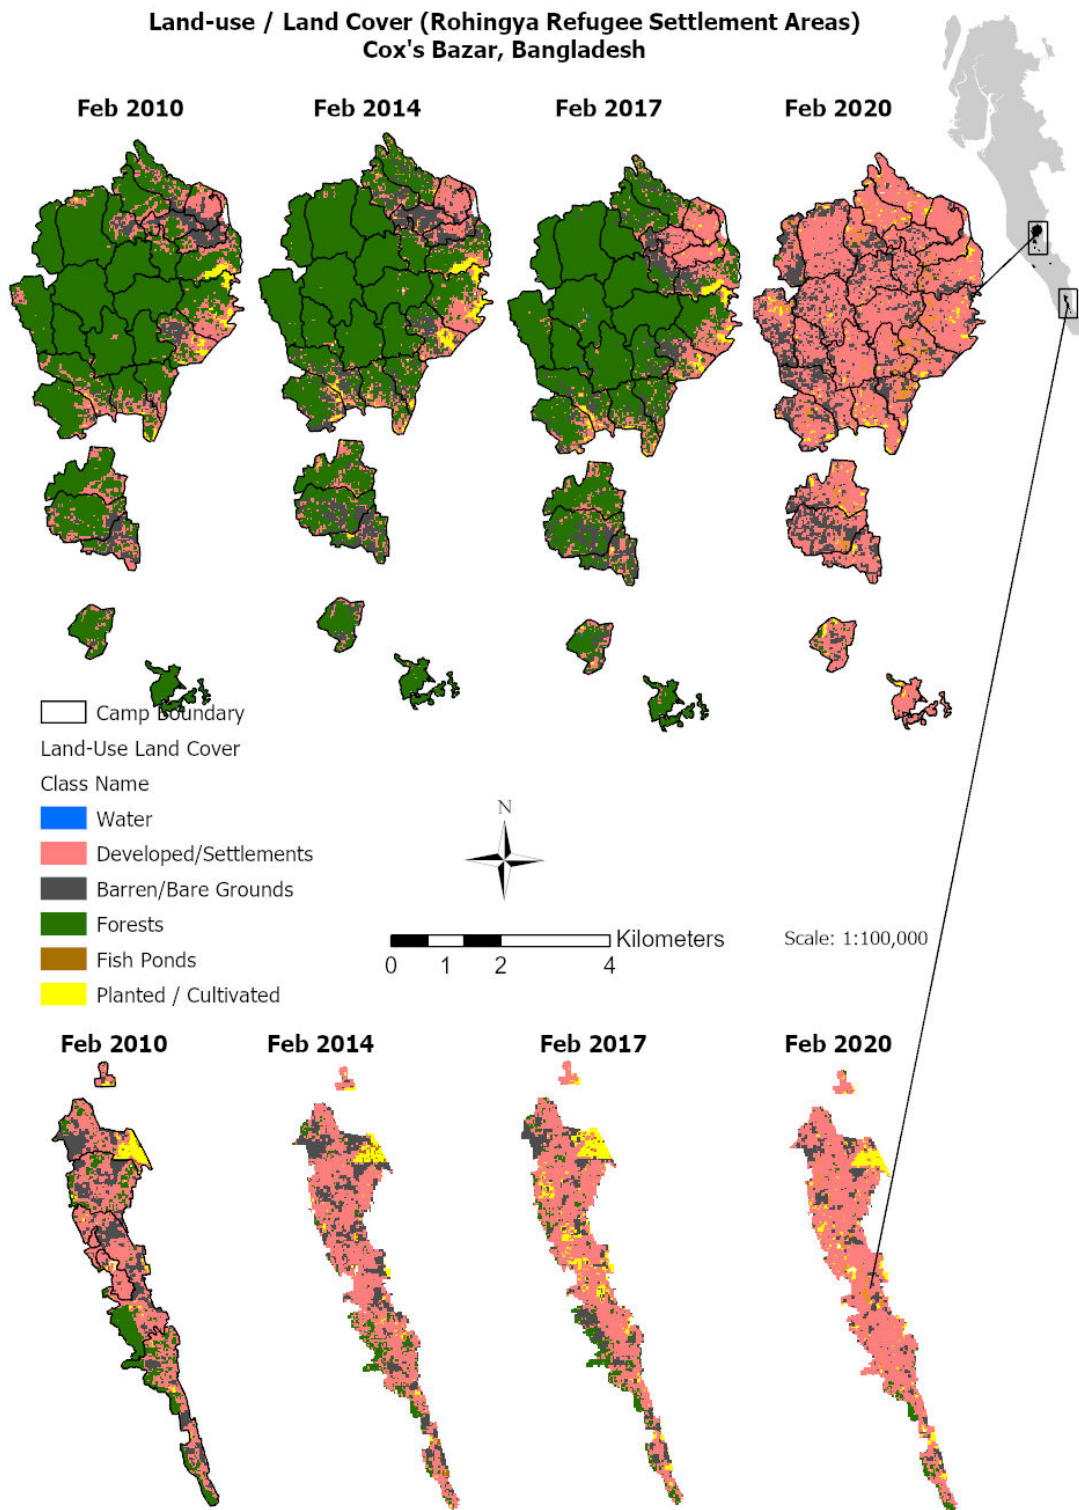 Land-use / Land Cover (Rohingya Refugee Settlement Areas)
Cox's Bazar, Bangladesh
Feb 2010
Feb 2014
Feb 2017
Feb 2020
Camp Boundary
Land-Use Land Cover
Class Name
Water
Developed/Settlements
Barren/Bare Grounds
Forests
Fish Ponds
Planted / Cultivated
N
Kilometers
0 1 2 4
Scale: 1:100,000
Feb 2010
Feb 2014
Feb 2017
Feb 2020